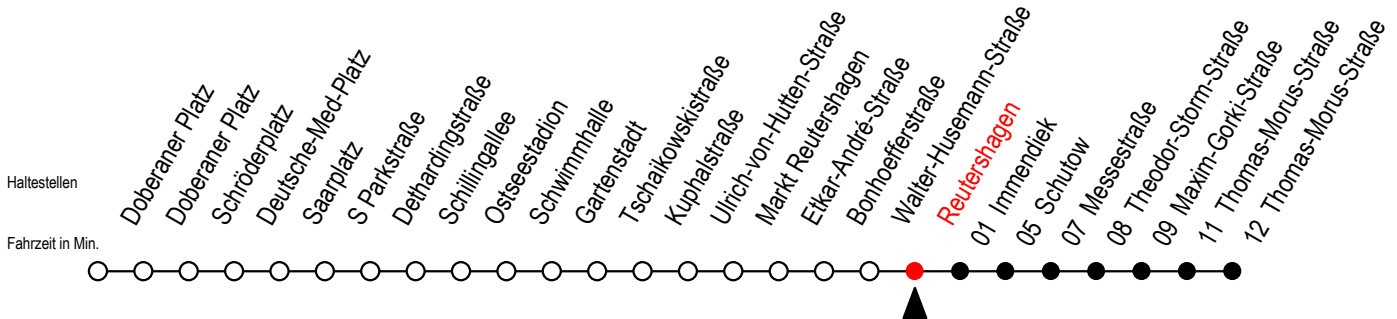 Haltestellen
Fahrzeit in Min.
Doberaner Platz
Doberaner Platz
Schröderplatz
Deutsche-Med-Platz
Saarplatz
S Parkstraße
Dethardingstraße
Schillingallee
Ostseestadion
Schwimmhalle
Gartenstadt
Tschaikowskistraße
Kuphalstraße
Ulrich-von-Hutten-Straße
Markt Reutershagen
Etkar-André-Straße
Bonhoefferstraße
Walter-Husemann-Straße
Reutershagen
01 Immendiek
05 Schutow
07 Messestraße
08 Theodor-Storm-Straße
09 Maxim-Gorki-Straße
11 Thomas-Morus-Straße
12 Thomas-Morus-Straße